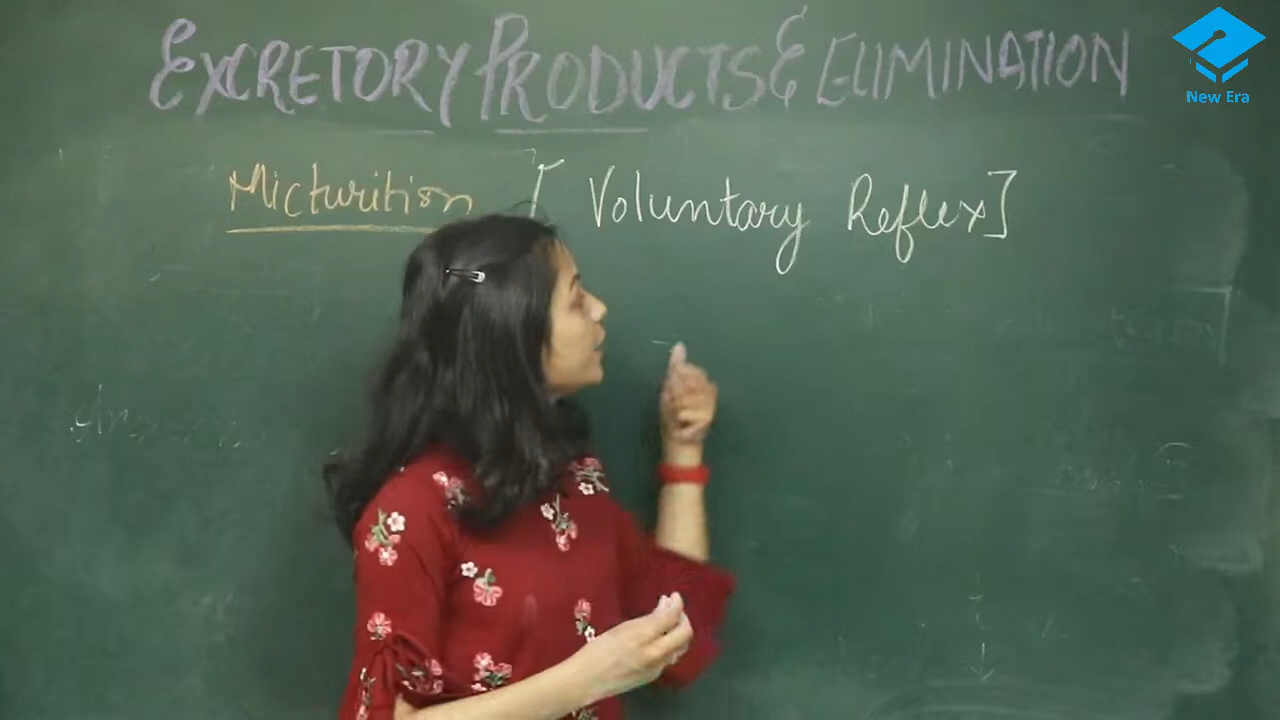 EXCRETORY PRODUCTS & ELIMINATION
New Era
Micturition [Voluntary Reflex]